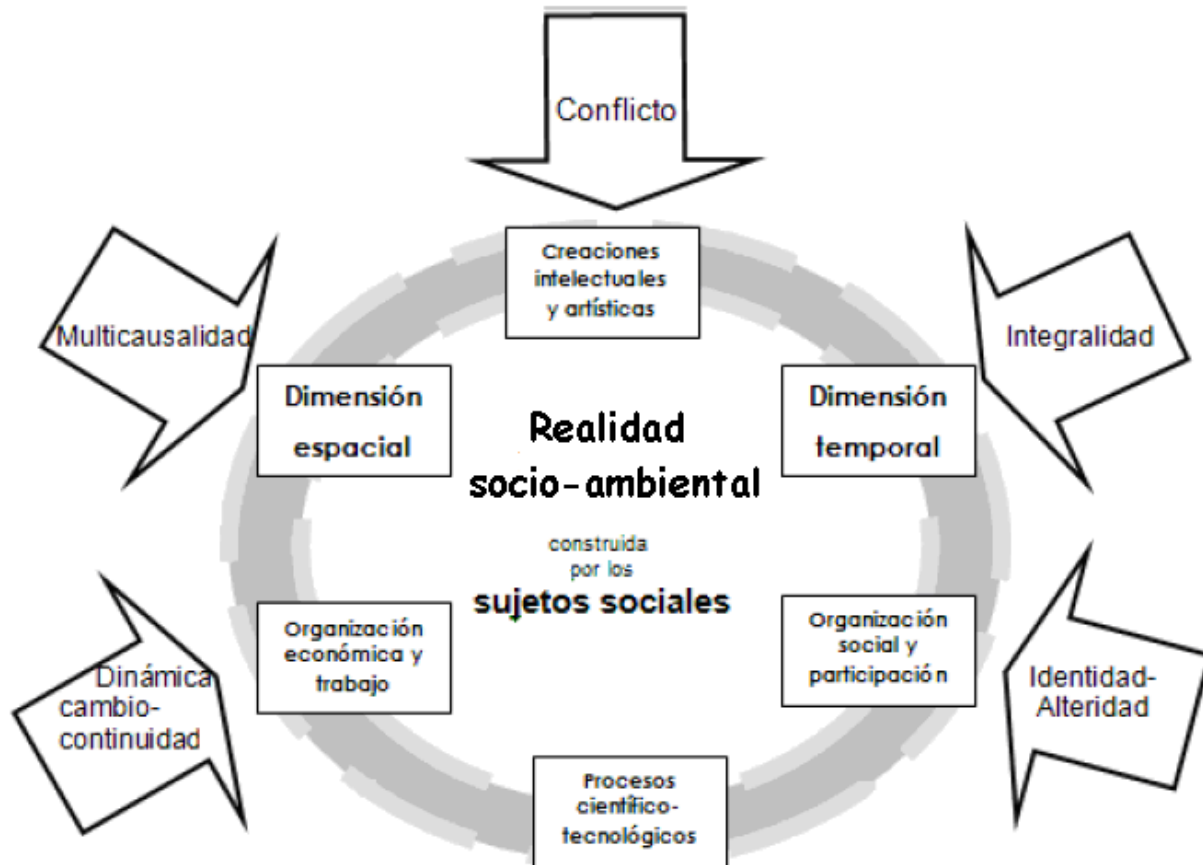 Conflicto
Creaciones
intelectuales
y artísticas
Multicausalidad
Integralidad
Dimensión
espacial
Dimensión
temporal
Realidad
socio-ambiental
construida
por los
sujetos sociales
Organización
económica y
trabajo
Organización
social y
participación
Dinámica
cambio-
continuidad
Identidad-
Alteridad
Procesos
científico-
tecnológicos